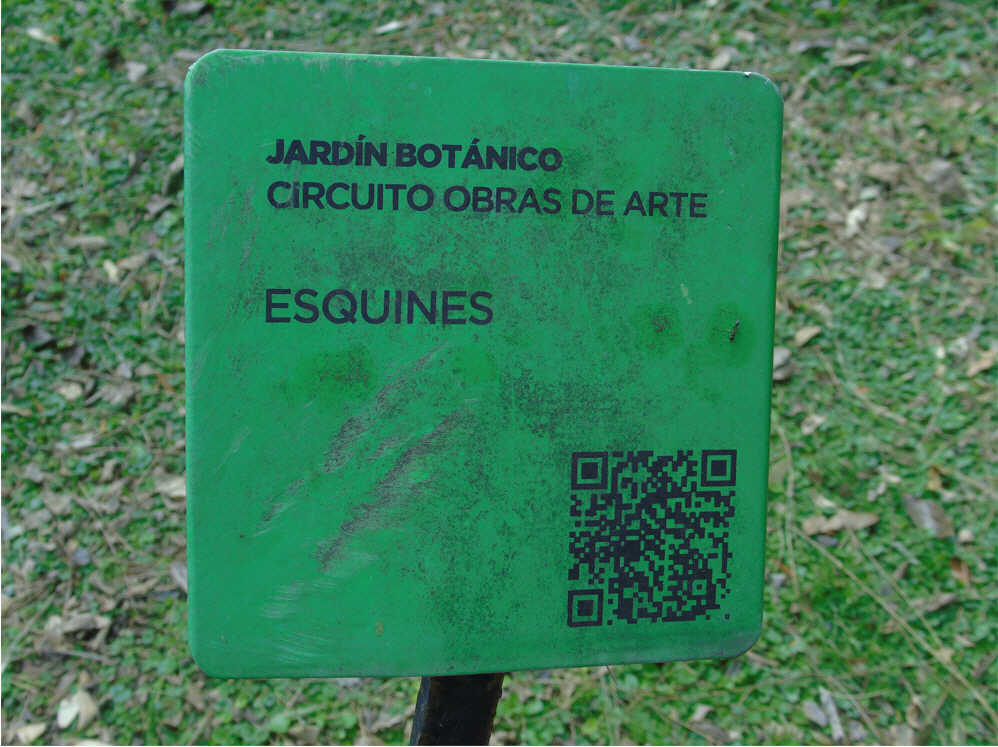 JARDÍN BOTÁNICO
CIRCUITO OBRAS DE ARTE
ESQUINES